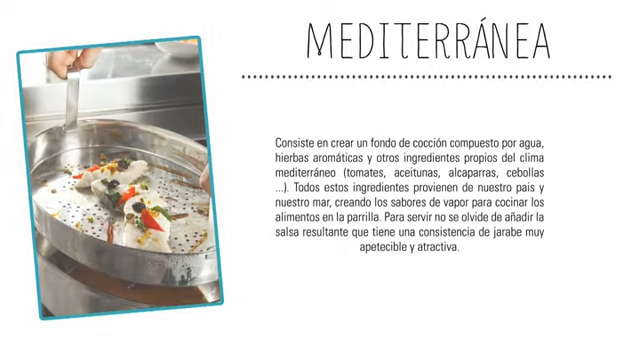 MEDITERRÁNEA
Consiste en crear un fondo de cocción compuesto por agua,
hierbas aromáticas y otros ingredientes propios del clima
mediterráneo (tomates, aceitunas, alcaparras, cebollas
...). Todos estos ingredientes provienen de nuestro pais y
nuestro mar, creando los sabores de vapor para cocinar los
alimentos en la parrilla. Para servir no se olvide de añadir la
salsa resultante que tiene una consistencia de jarabe muy
apetecible y atractiva.